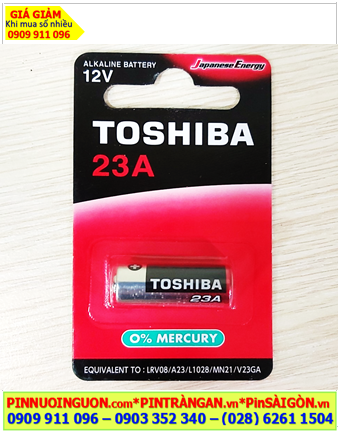 GIÁ GIẢM
Khi mua số nhiều
0909 911 096
ALKALINE BATTERY
12V
Japanese Energy
TOSHIBA
23A
TOSHIBA
23A
0% MERCURY
EQUIVALENT TO : LRV08/A23/L1028/MN21/V23GA
PINNUOINGUON.com*PINTRÀNGAN.vn*PinSÀIGÒN.vn
0909 911 096 – 0903 352 340 – (028) 6261 1504